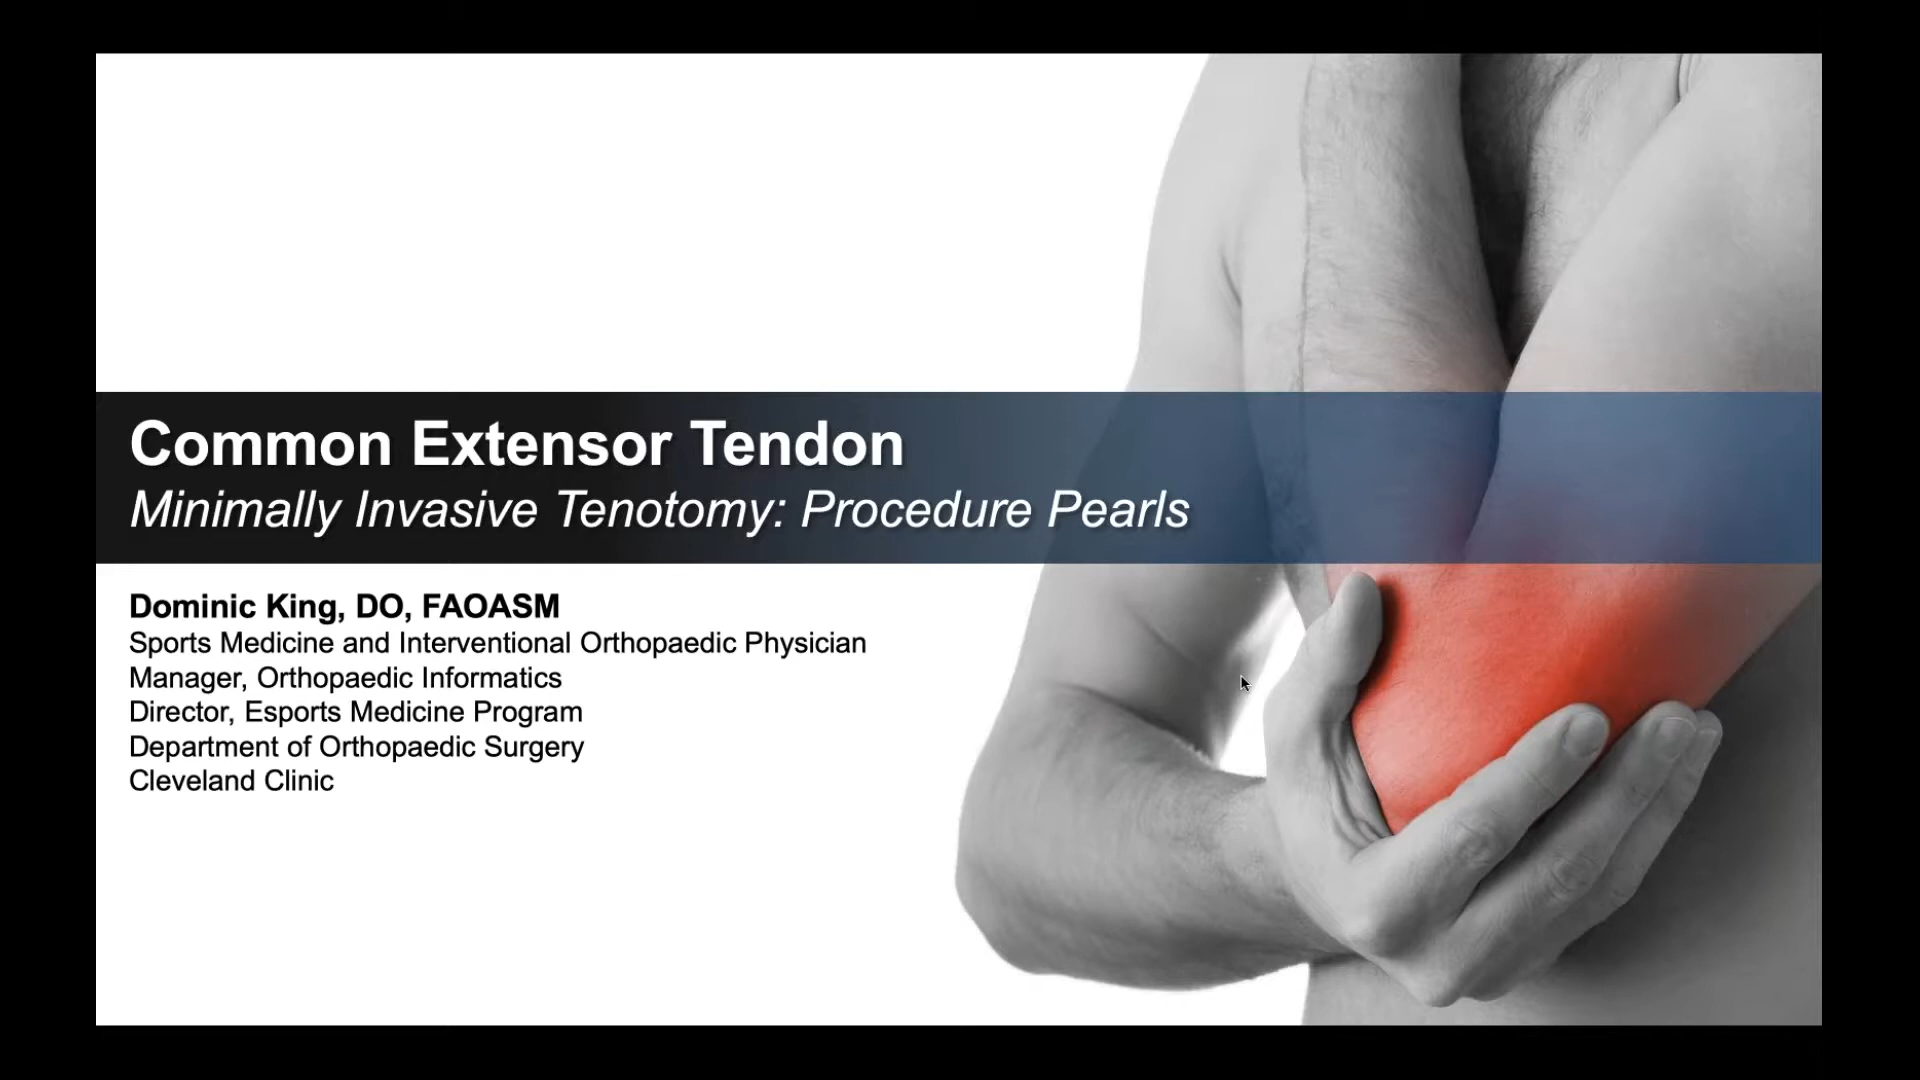 Common Extensor Tendon
Minimally Invasive Tenotomy: Procedure Pearls
Dominic King, DO, FAOASM
Sports Medicine and Interventional Orthopaedic Physician
Manager, Orthopaedic Informatics
Director, Esports Medicine Program
Department of Orthopaedic Surgery
Cleveland Clinic